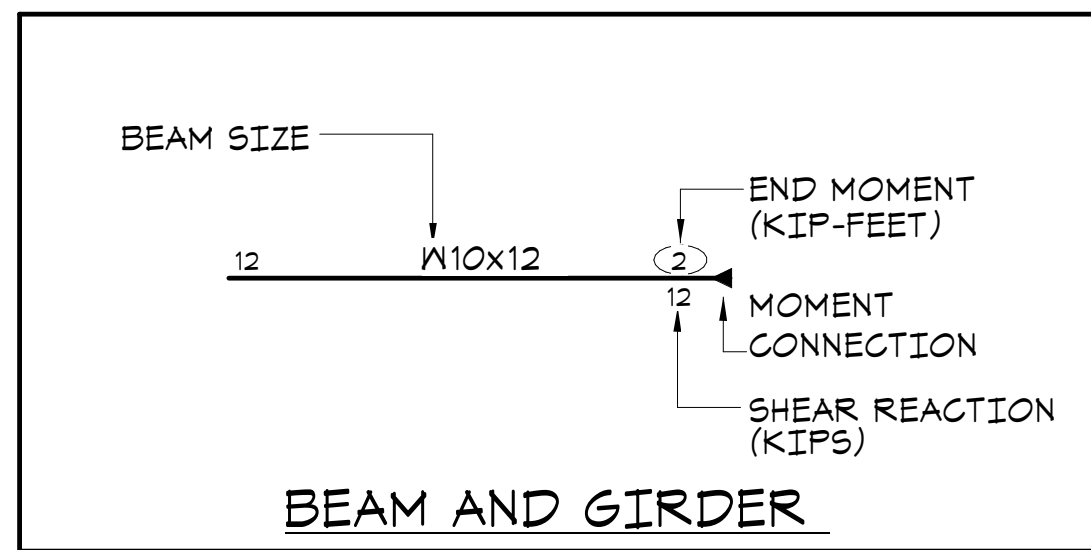 BEAM SIZE
END MOMENT
(KIP-FEET)
12
W10x12
2
12
MOMENT
CONNECTION
SHEAR REACTION
(KIPS)
BEAM AND GIRDER